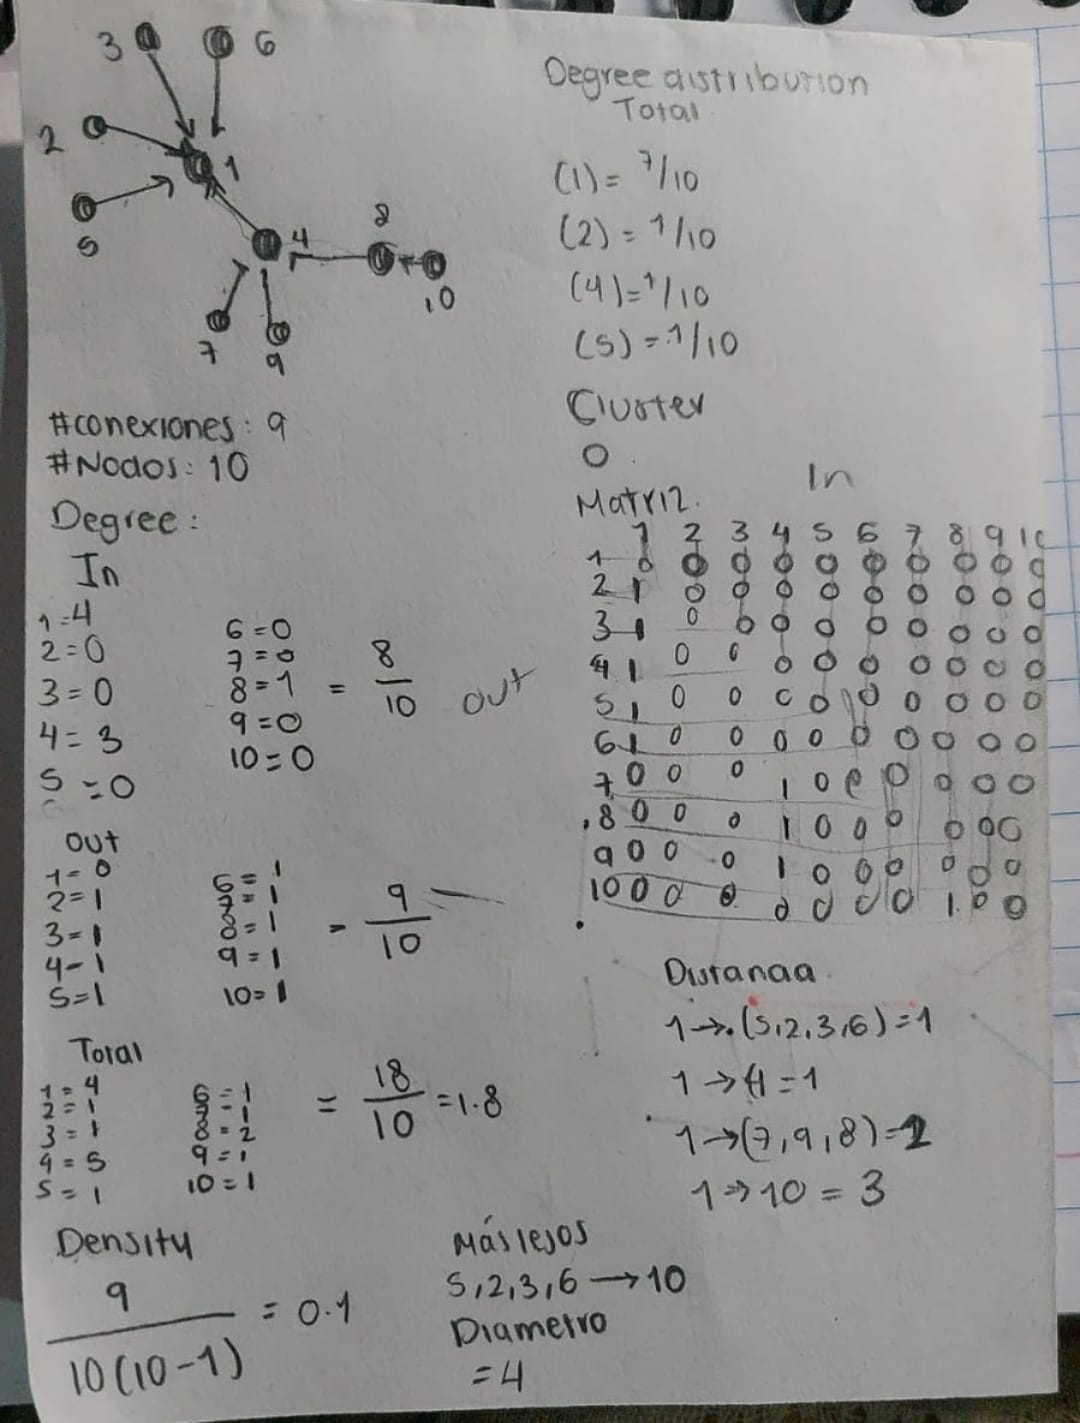 3 6
2
1
5
4
8
10
7
9
#conexiones: 9
#Nodos: 10
Degree:
In
1=4
2=0
3=0
4=3
5=0
6=0
7=0
8=1
9=0
10=0
= 8/10
out
out
1=0
2=1
3=1
4-1
5=1
6=1
7=1
8=1
9=1
10=1
= 9/10
Total
1=4
2=1
3=1
4=5
5=1
6=1
7=1
8=2
9=1
10=1
= 18/10 =1.8
Density
9 / 10(10-1) = 0.1
Degree distribution
Total
(1) = 7/10
(2) = 1/10
(4) = 1/10
(5) = 1/10
Cluster
0
Matriz. In
1 2 3 4 5 6 7 8 9 10
1 0 0 0 0 0 0 0 0 0 0
2 1 0 0 0 0 0 0 0 0 0
3 1 0 0 0 0 0 0 0 0 0
4 1 0 0 0 0 0 0 0 0 0
5 1 0 0 0 0 0 0 0 0 0
6 1 0 0 0 0 0 0 0 0 0
7 0 0 0 1 0 0 0 0 0 0
8 0 0 0 1 0 0 0 0 0 0
9 0 0 0 1 0 0 0 0 0 0
10 0 0 0 0 0 0 0 1 0 0
Distancia
1→(5,2,3,6)=1
1→4=1
1→(7,9,8)=2
1→10=3
Más lejos
5,2,3,6→10
Diametro
=4